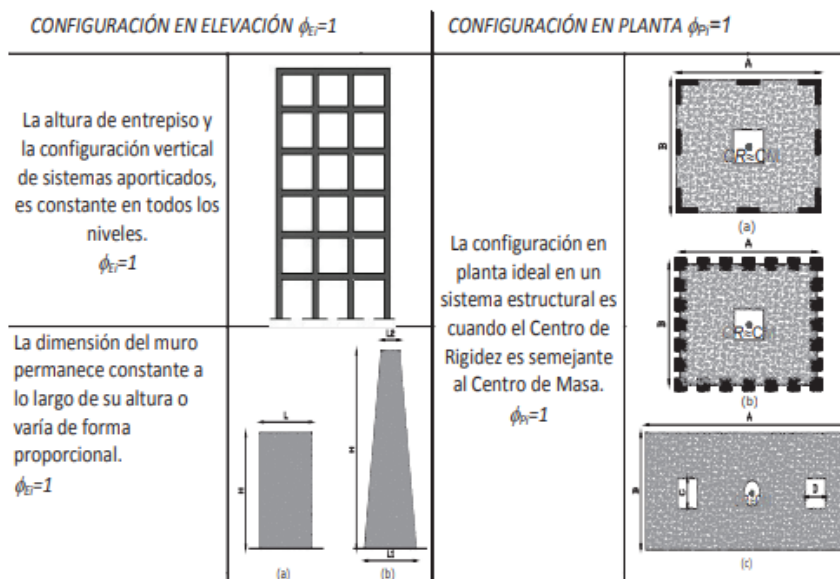 CONFIGURACIÓN EN ELEVACIÓN ϕEi=1
CONFIGURACIÓN EN PLANTA ϕPi=1
La altura de entrepiso y
la configuración vertical
de sistemas aporticados,
es constante en todos los
niveles.
ϕEi=1
La dimensión del muro
permanece constante a
lo largo de su altura o
varía de forma
proporcional.
ϕEi=1
L
H
(a)
L2
H
L1
(b)
La configuración en
planta ideal en un
sistema estructural es
cuando el Centro de
Rigidez es semejante
al Centro de Masa.
ϕPi=1
A
B
CR≈CM
(a)
A
B
CR≈CM
(b)
A
B
C
D
(c)